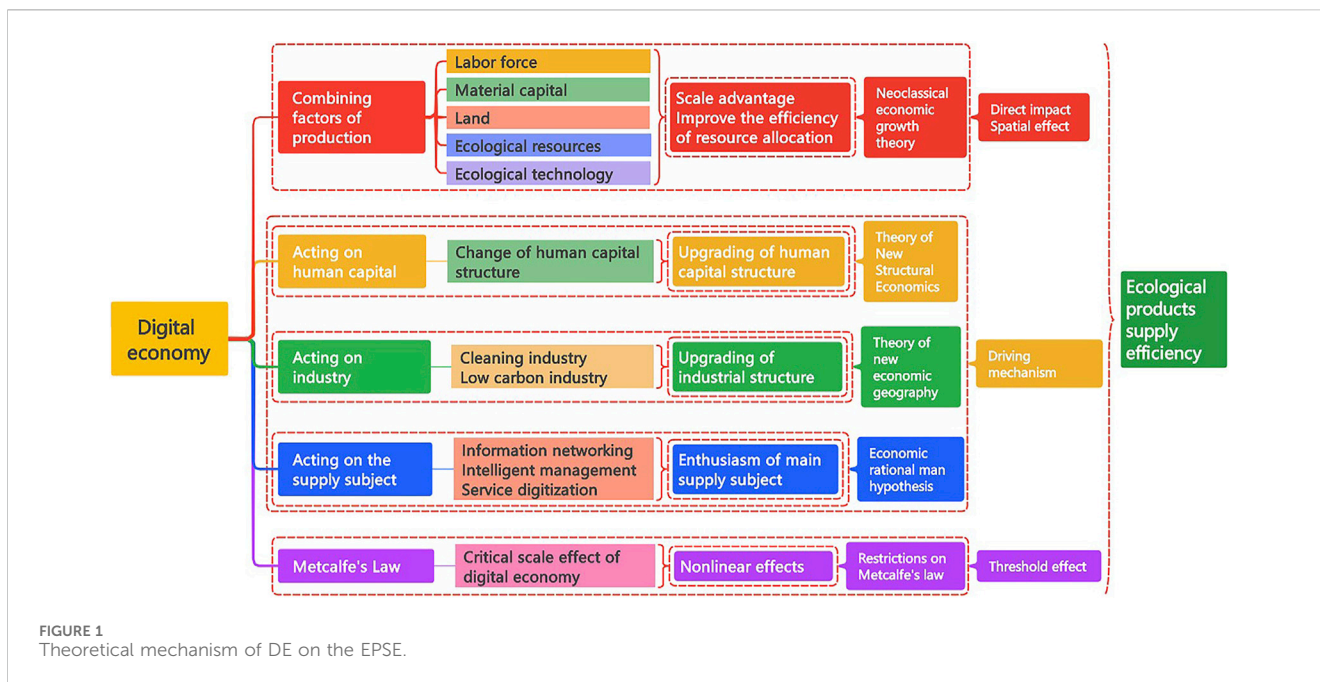 Digital
economy
Combining
factors of
production
Labor force
Material capital
Land
Ecological resources
Ecological technology
Scale advantage
Improve the efficiency
of resource allocation
Neoclassical
economic
growth
theory
Direct impact
Spatial effect
Acting on
human capital
Change of human capital
structure
Upgrading of human
capital structure
Theory of
New
Structural
Economics
Acting on
industry
Cleaning industry
Low carbon industry
Upgrading of
industrial structure
Theory of
new
economic
geography
Driving
mechanism
Acting on the
supply subject
Information networking
Intelligent management
Service digitization
Enthusiasm of main
supply subject
Economic
rational man
hypothesis
Metcalfe's Law
Critical scale effect of
digital economy
Nonlinear effects
Restrictions on
Metcalfe's law
Threshold effect
Ecological
products
supply
efficiency
FIGURE 1
Theoretical mechanism of DE on the EPSE.